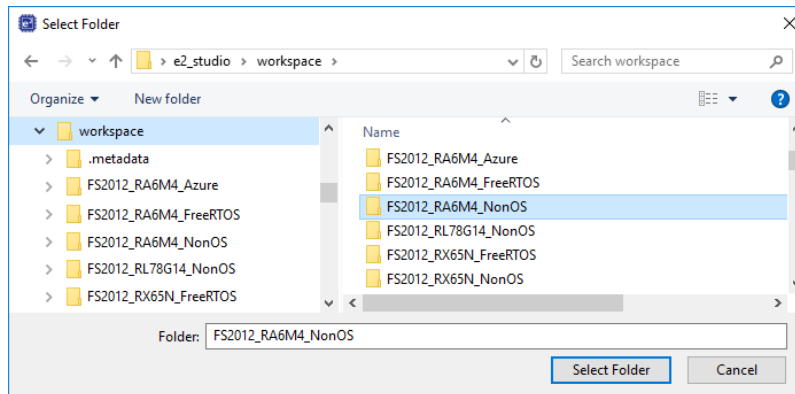 Select Folder
e2_studio > workspace >
Search workspace
Organize
New folder
workspace
.metadata
FS2012_RA6M4_Azure
FS2012_RA6M4_FreeRTOS
FS2012_RA6M4_NonOS
FS2012_RL78G14_NonOS
FS2012_RX65N_FreeRTOS
Name
FS2012_RA6M4_Azure
FS2012_RA6M4_FreeRTOS
FS2012_RA6M4_NonOS
FS2012_RL78G14_NonOS
FS2012_RX65N_FreeRTOS
FS2012_RX65N_NonOS
Folder: FS2012_RA6M4_NonOS
Select Folder
Cancel